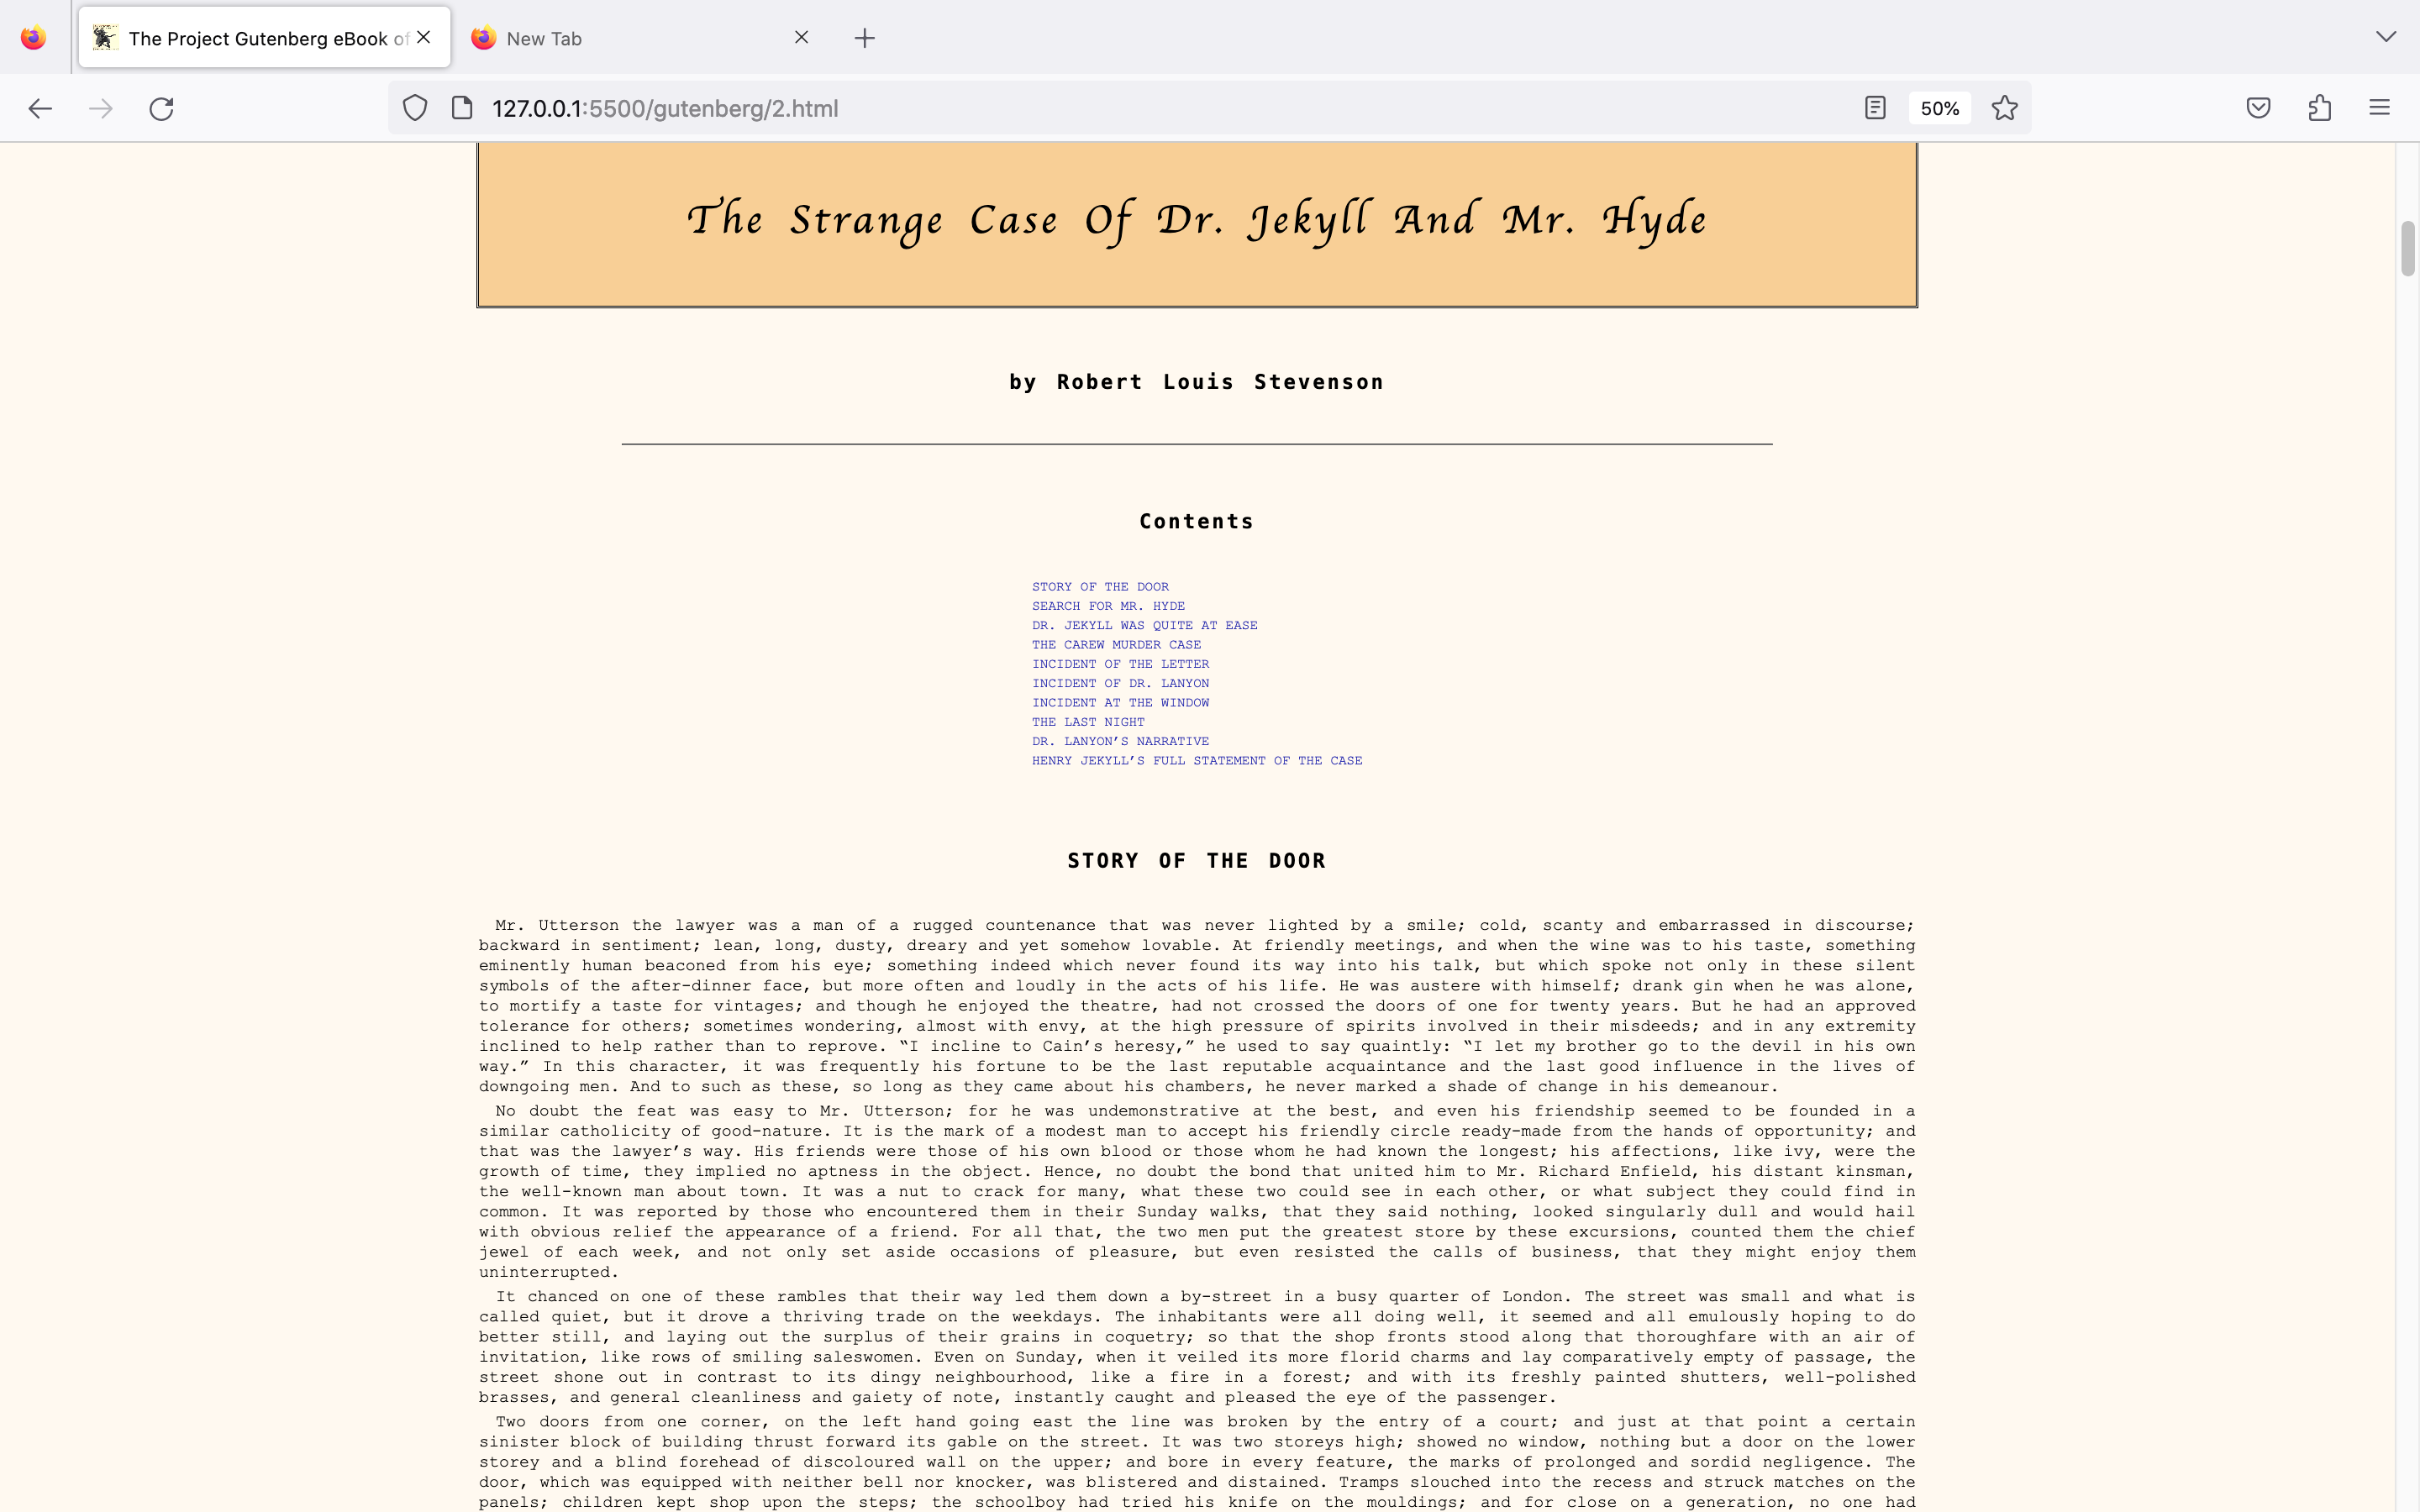 The Project Gutenberg eBook of
New Tab
127.0.0.1:5500/gutenberg/2.html
50%
The Strange Case Of Dr. Jekyll And Mr. Hyde
by Robert Louis Stevenson
Contents
STORY OF THE DOOR
SEARCH FOR MR. HYDE
DR. JEKYLL WAS QUITE AT EASE
THE CAREW MURDER CASE
INCIDENT OF THE LETTER
INCIDENT OF DR. LANYON
INCIDENT AT THE WINDOW
THE LAST NIGHT
DR. LANYON’S NARRATIVE
HENRY JEKYLL’S FULL STATEMENT OF THE CASE
STORY OF THE DOOR
Mr. Utterson the lawyer was a man of a rugged countenance that was never lighted by a smile; cold, scanty and embarrassed in discourse;
backward in sentiment; lean, long, dusty, dreary and yet somehow lovable. At friendly meetings, and when the wine was to his taste, something
eminently human beaconed from his eye; something indeed which never found its way into his talk, but which spoke not only in these silent
symbols of the after-dinner face, but more often and loudly in the acts of his life. He was austere with himself; drank gin when he was alone,
to mortify a taste for vintages; and though he enjoyed the theatre, had not crossed the doors of one for twenty years. But he had an approved
tolerance for others; sometimes wondering, almost with envy, at the high pressure of spirits involved in their misdeeds; and in any extremity
inclined to help rather than to reprove. “I incline to Cain’s heresy,” he used to say quaintly: “I let my brother go to the devil in his own
way.” In this character, it was frequently his fortune to be the last reputable acquaintance and the last good influence in the lives of
downgoing men. And to such as these, so long as they came about his chambers, he never marked a shade of change in his demeanour.
No doubt the feat was easy to Mr. Utterson; for he was undemonstrative at the best, and even his friendship seemed to be founded in a
similar catholicity of good-nature. It is the mark of a modest man to accept his friendly circle ready-made from the hands of opportunity; and
that was the lawyer’s way. His friends were those of his own blood or those whom he had known the longest; his affections, like ivy, were the
growth of time, they implied no aptness in the object. Hence, no doubt the bond that united him to Mr. Richard Enfield, his distant kinsman,
the well-known man about town. It was a nut to crack for many, what these two could see in each other, or what subject they could find in
common. It was reported by those who encountered them in their Sunday walks, that they said nothing, looked singularly dull and would hail
with obvious relief the appearance of a friend. For all that, the two men put the greatest store by these excursions, counted them the chief
jewel of each week, and not only set aside occasions of pleasure, but even resisted the calls of business, that they might enjoy them
uninterrupted.
It chanced on one of these rambles that their way led them down a by-street in a busy quarter of London. The street was small and what is
called quiet, but it drove a thriving trade on the weekdays. The inhabitants were all doing well, it seemed and all emulously hoping to do
better still, and laying out the surplus of their grains in coquetry; so that the shop fronts stood along that thoroughfare with an air of
invitation, like rows of smiling saleswomen. Even on Sunday, when it veiled its more florid charms and lay comparatively empty of passage, the
street shone out in contrast to its dingy neighbourhood, like a fire in a forest; and with its freshly painted shutters, well-polished
brasses, and general cleanliness and gaiety of note, instantly caught and pleased the eye of the passenger.
Two doors from one corner, on the left hand going east the line was broken by the entry of a court; and just at that point a certain
sinister block of building thrust forward its gable on the street. It was two storeys high; showed no window, nothing but a door on the lower
storey and a blind forehead of discoloured wall on the upper; and bore in every feature, the marks of prolonged and sordid negligence. The
door, which was equipped with neither bell nor knocker, was blistered and distained. Tramps slouched into the recess and struck matches on the
panels; children kept shop upon the steps; the schoolboy had tried his knife on the mouldings; and for close on a generation, no one had